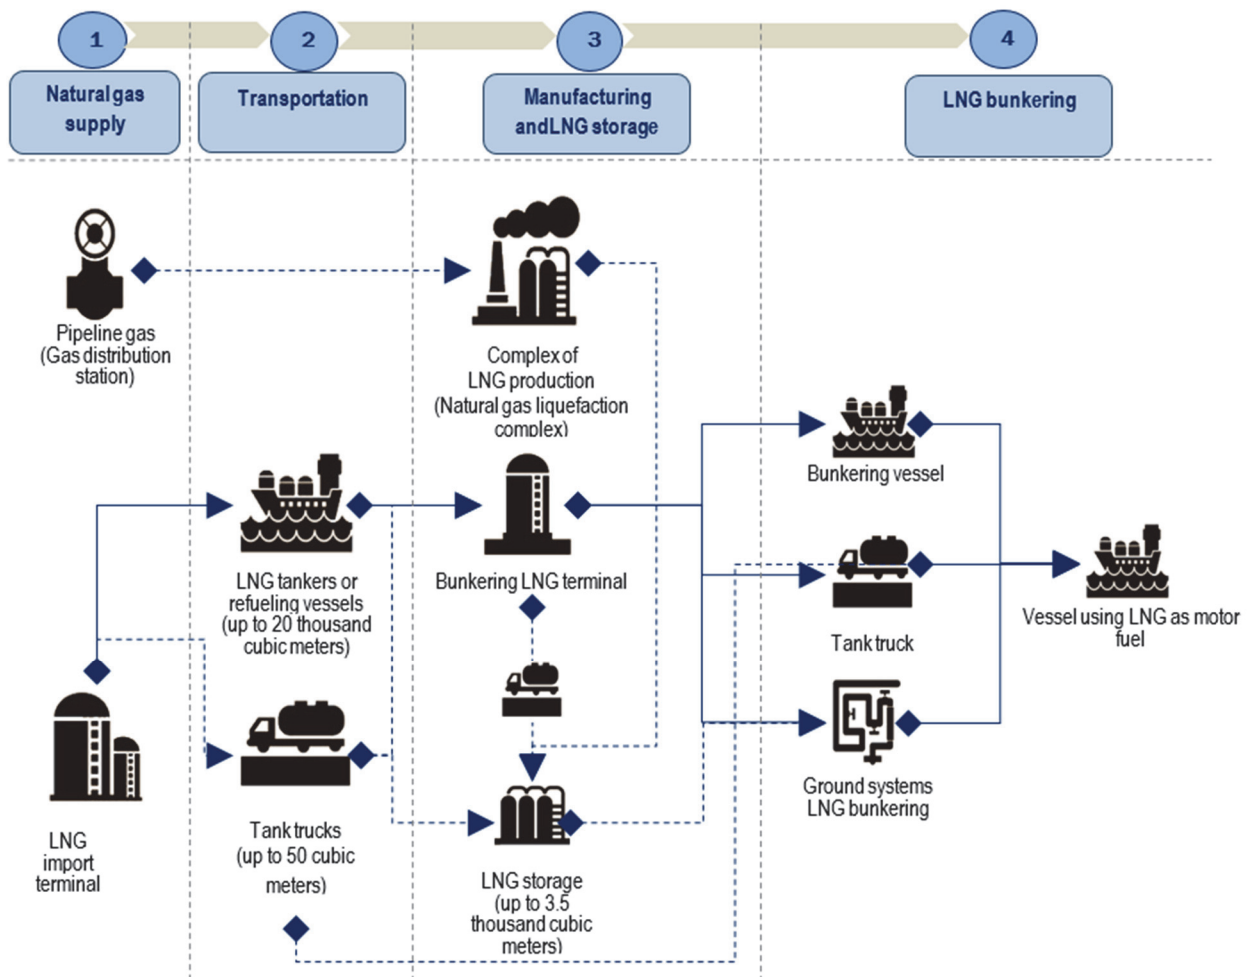 1
2
3
4
Natural gas
supply
Transportation
Manufacturing
andLNG storage
LNG bunkering
Pipeline gas
(Gas distribution
station)
Complex of
LNG production
(Natural gas liquefaction
complex)
Bunkering vessel
LNG tankers or
refueling vessels
(up to 20 thousand
cubic meters)
Bunkering LNG terminal
Tank truck
Vessel using LNG as motor
fuel
LNG
import
terminal
Tank trucks
(up to 50 cubic
meters)
LNG storage
(up to 3.5
thousand cubic
meters)
Ground systems
LNG bunkering